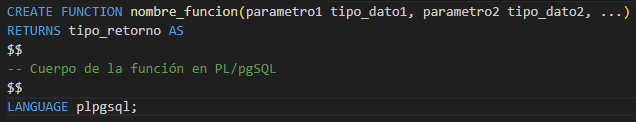 CREATE FUNCTION nombre_funcion(parametro1 tipo_dato1, parametro2 tipo_dato2, ...)
RETURNS tipo_retorno AS
$$
-- Cuerpo de la función en PL/pgSQL
$$
LANGUAGE plpgsql;